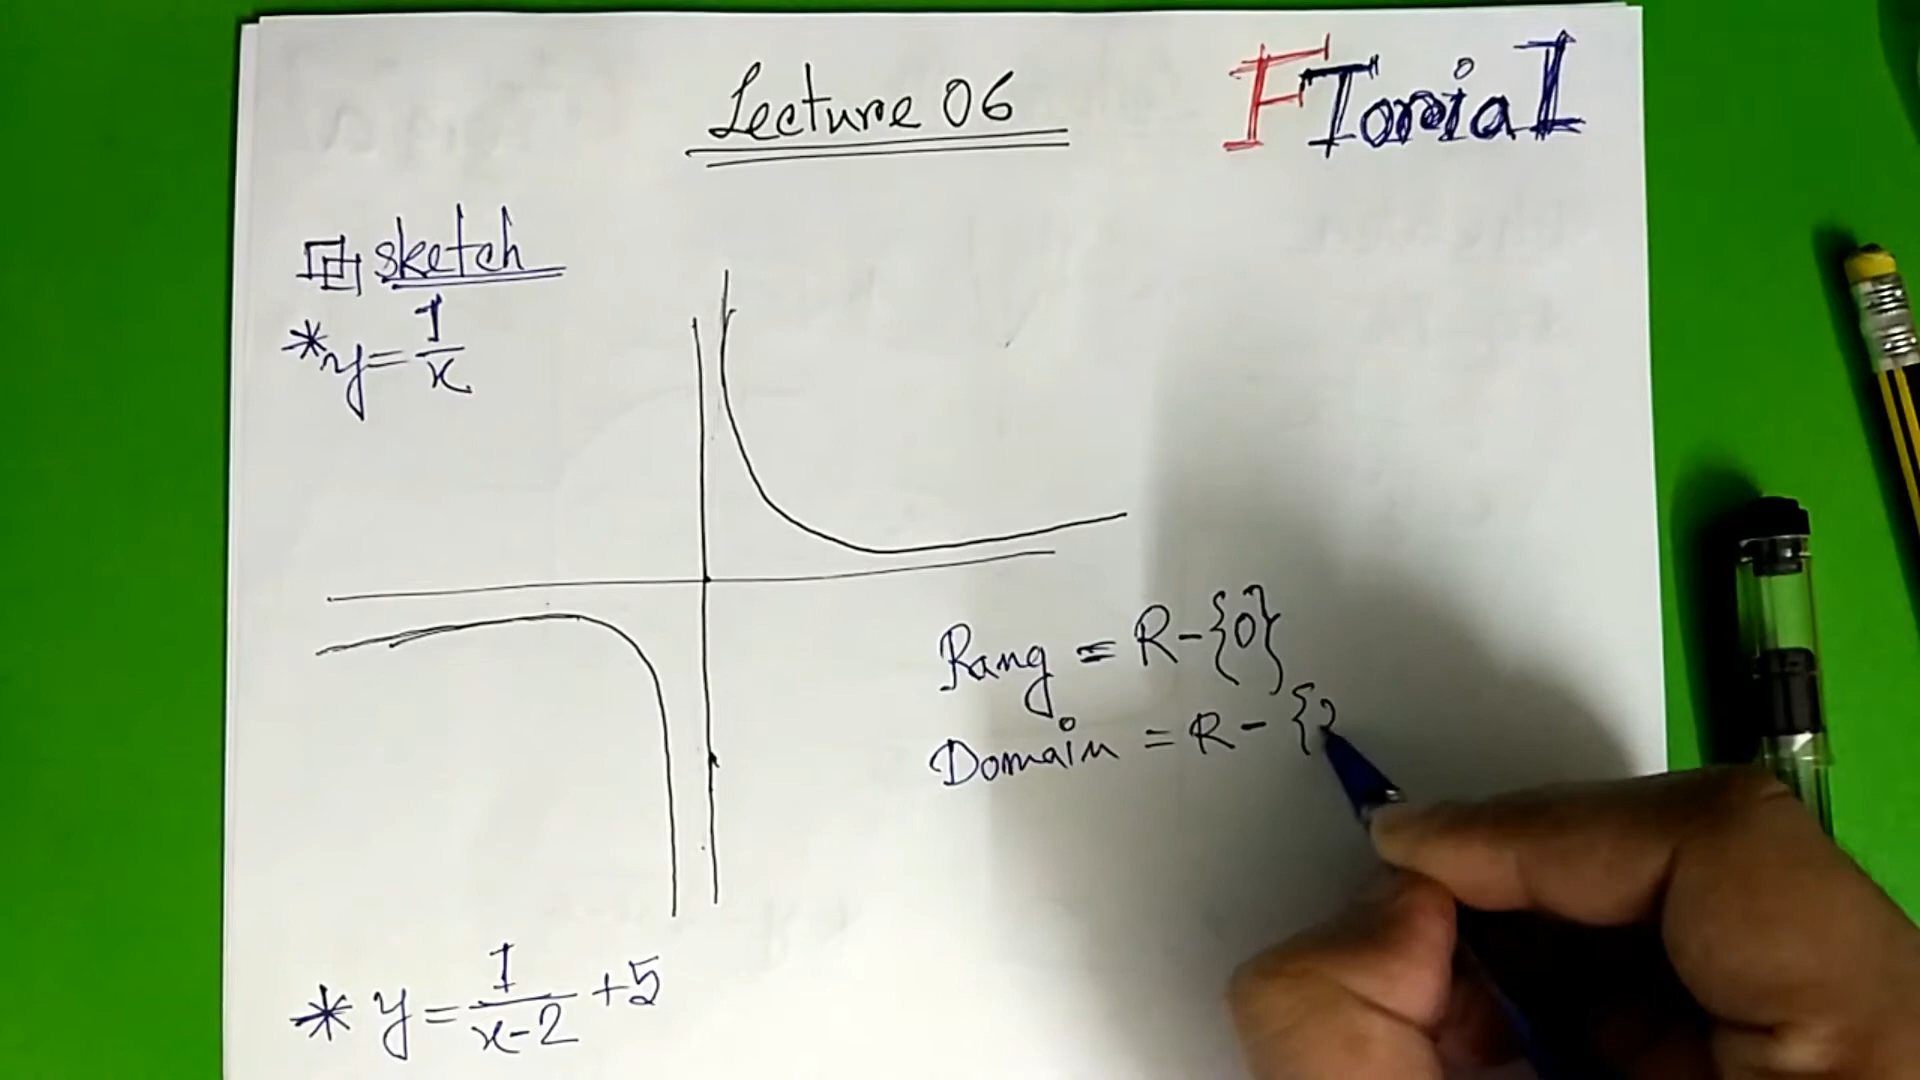 Lecture 06
FTorial
sketch
* y = 1/x
Rang = R - {0}
Domain = R - {
* y = 1/(x-2) + 5